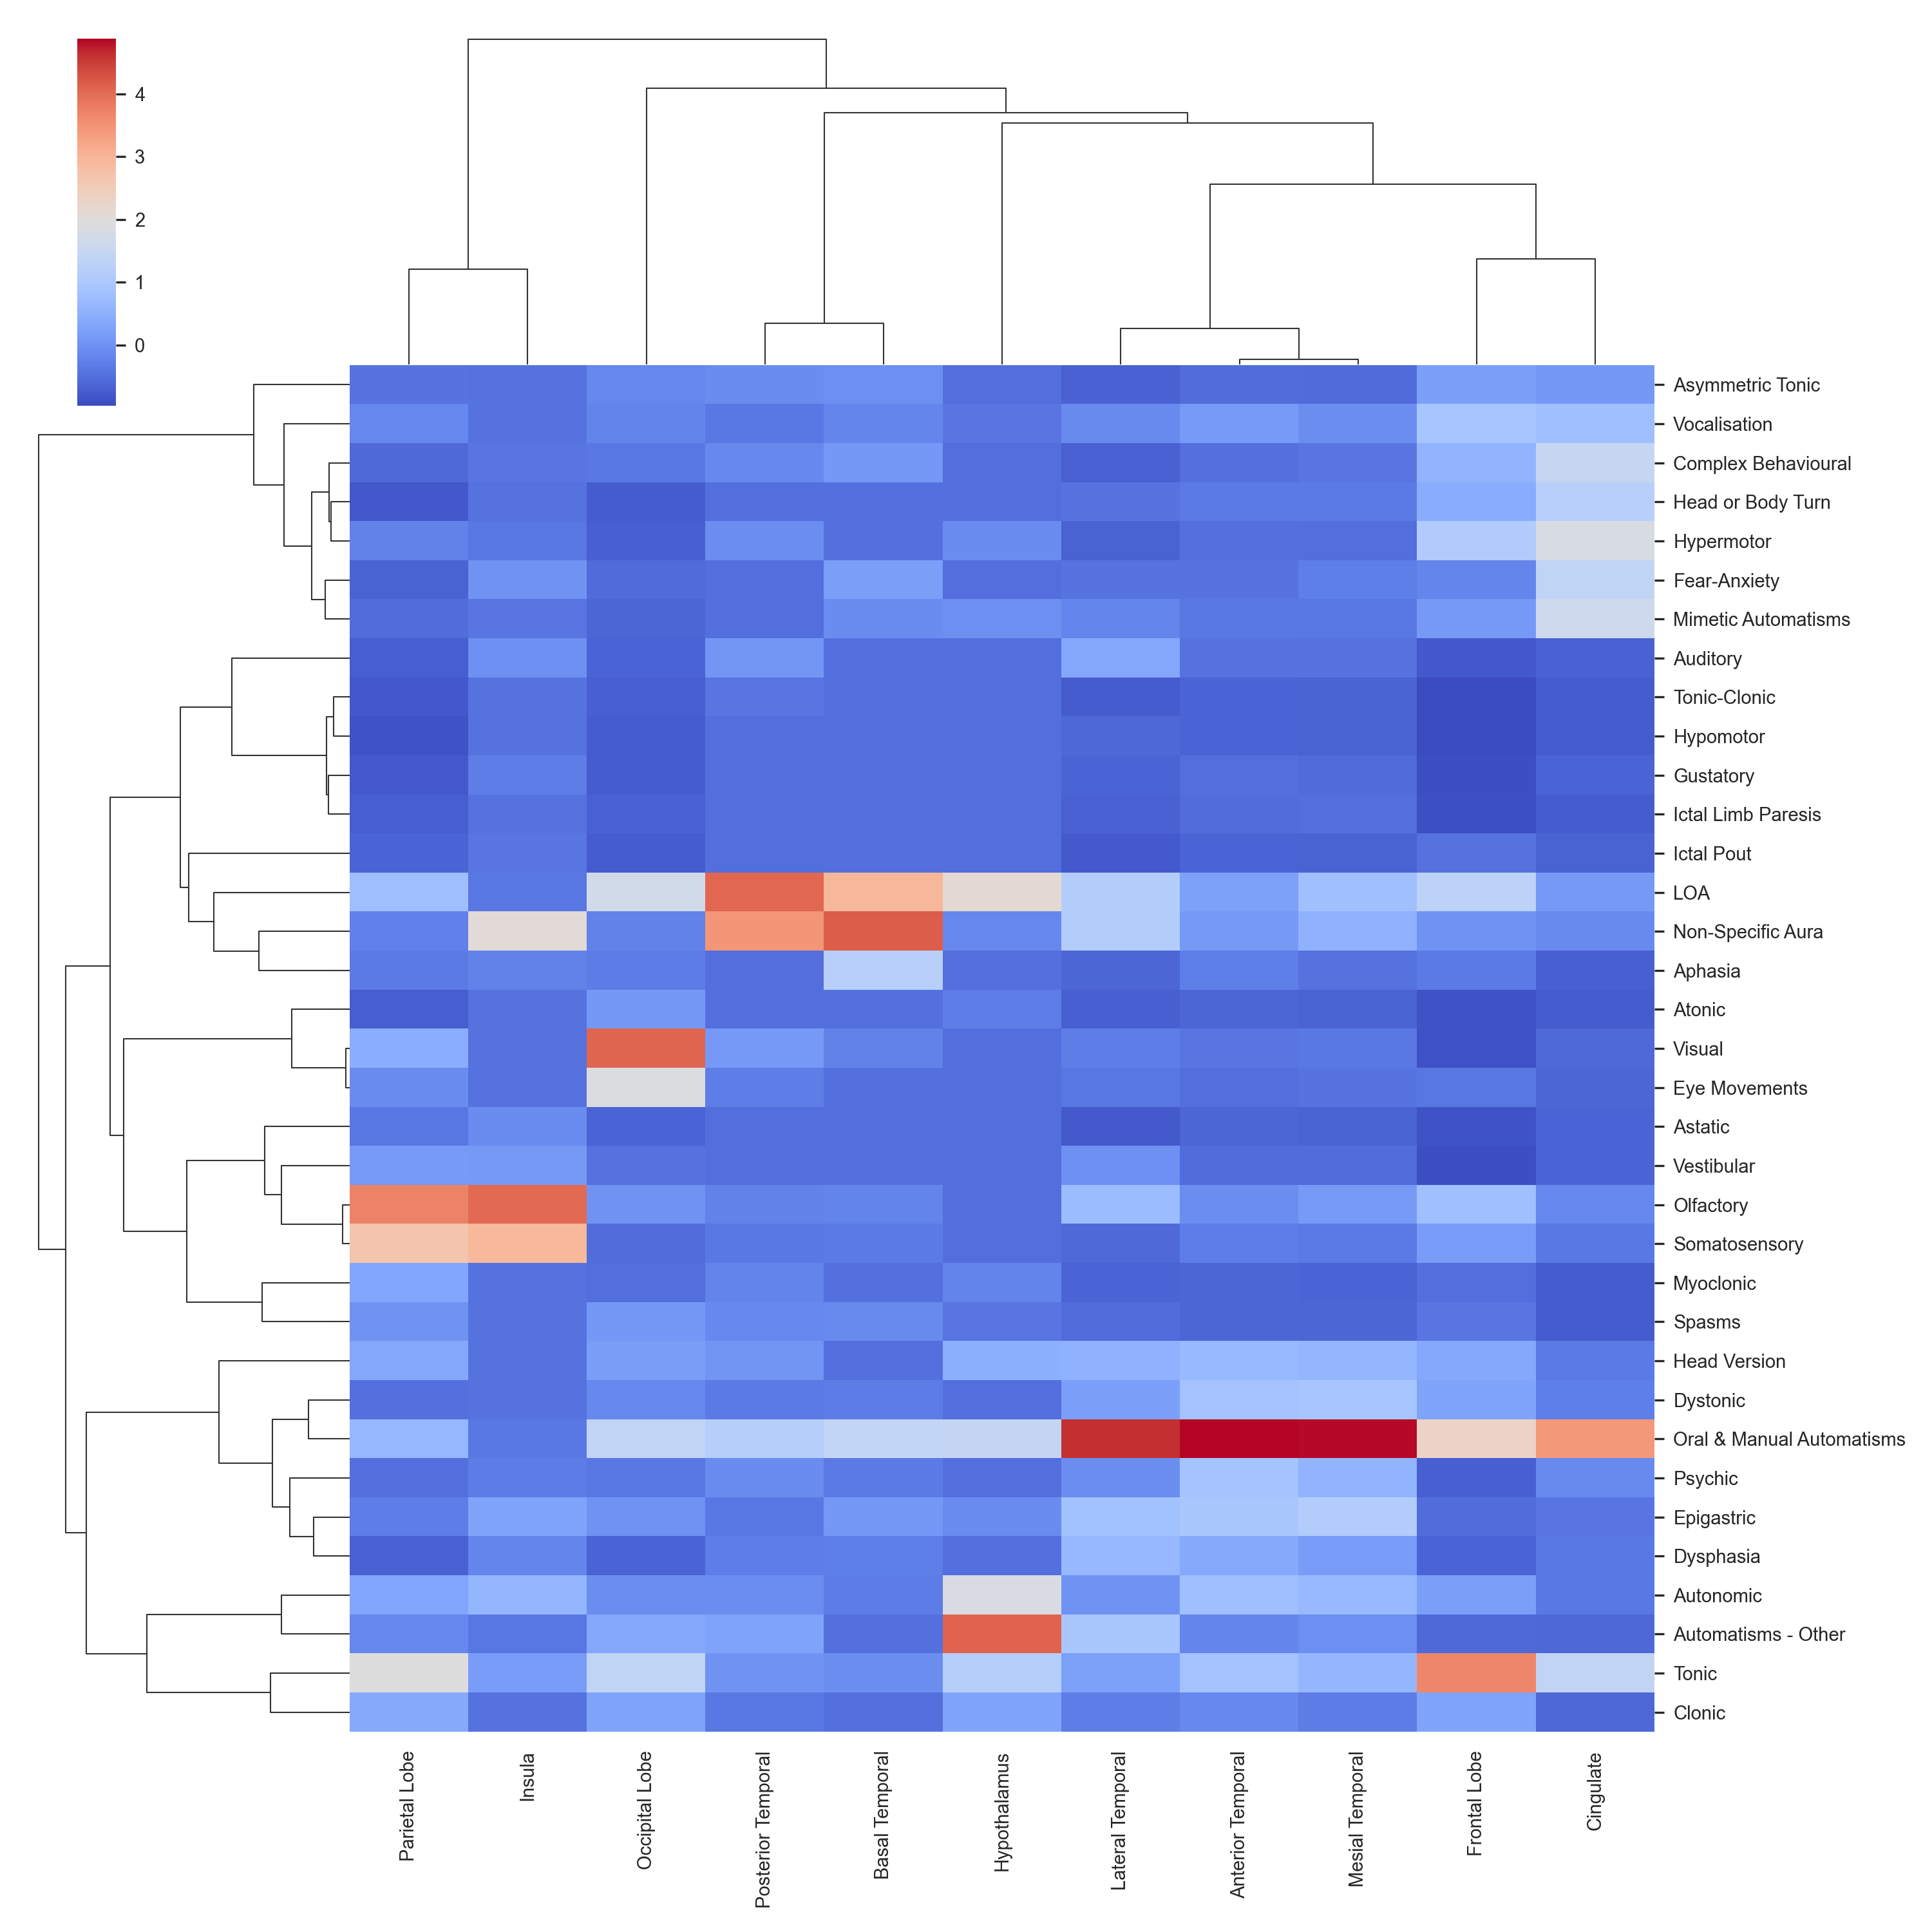 4
3
2
1
0
Asymmetric Tonic
Vocalisation
Complex Behavioural
Head or Body Turn
Hypermotor
Fear-Anxiety
Mimetic Automatisms
Auditory
Tonic-Clonic
Hypomotor
Gustatory
Ictal Limb Paresis
Ictal Pout
LOA
Non-Specific Aura
Aphasia
Atonic
Visual
Eye Movements
Astatic
Vestibular
Olfactory
Somatosensory
Myoclonic
Spasms
Head Version
Dystonic
Oral & Manual Automatisms
Psychic
Epigastric
Dysphasia
Autonomic
Automatisms - Other
Tonic
Clonic
Parietal Lobe
Insula
Occipital Lobe
Posterior Temporal
Basal Temporal
Hypothalamus
Lateral Temporal
Anterior Temporal
Mesial Temporal
Frontal Lobe
Cingulate